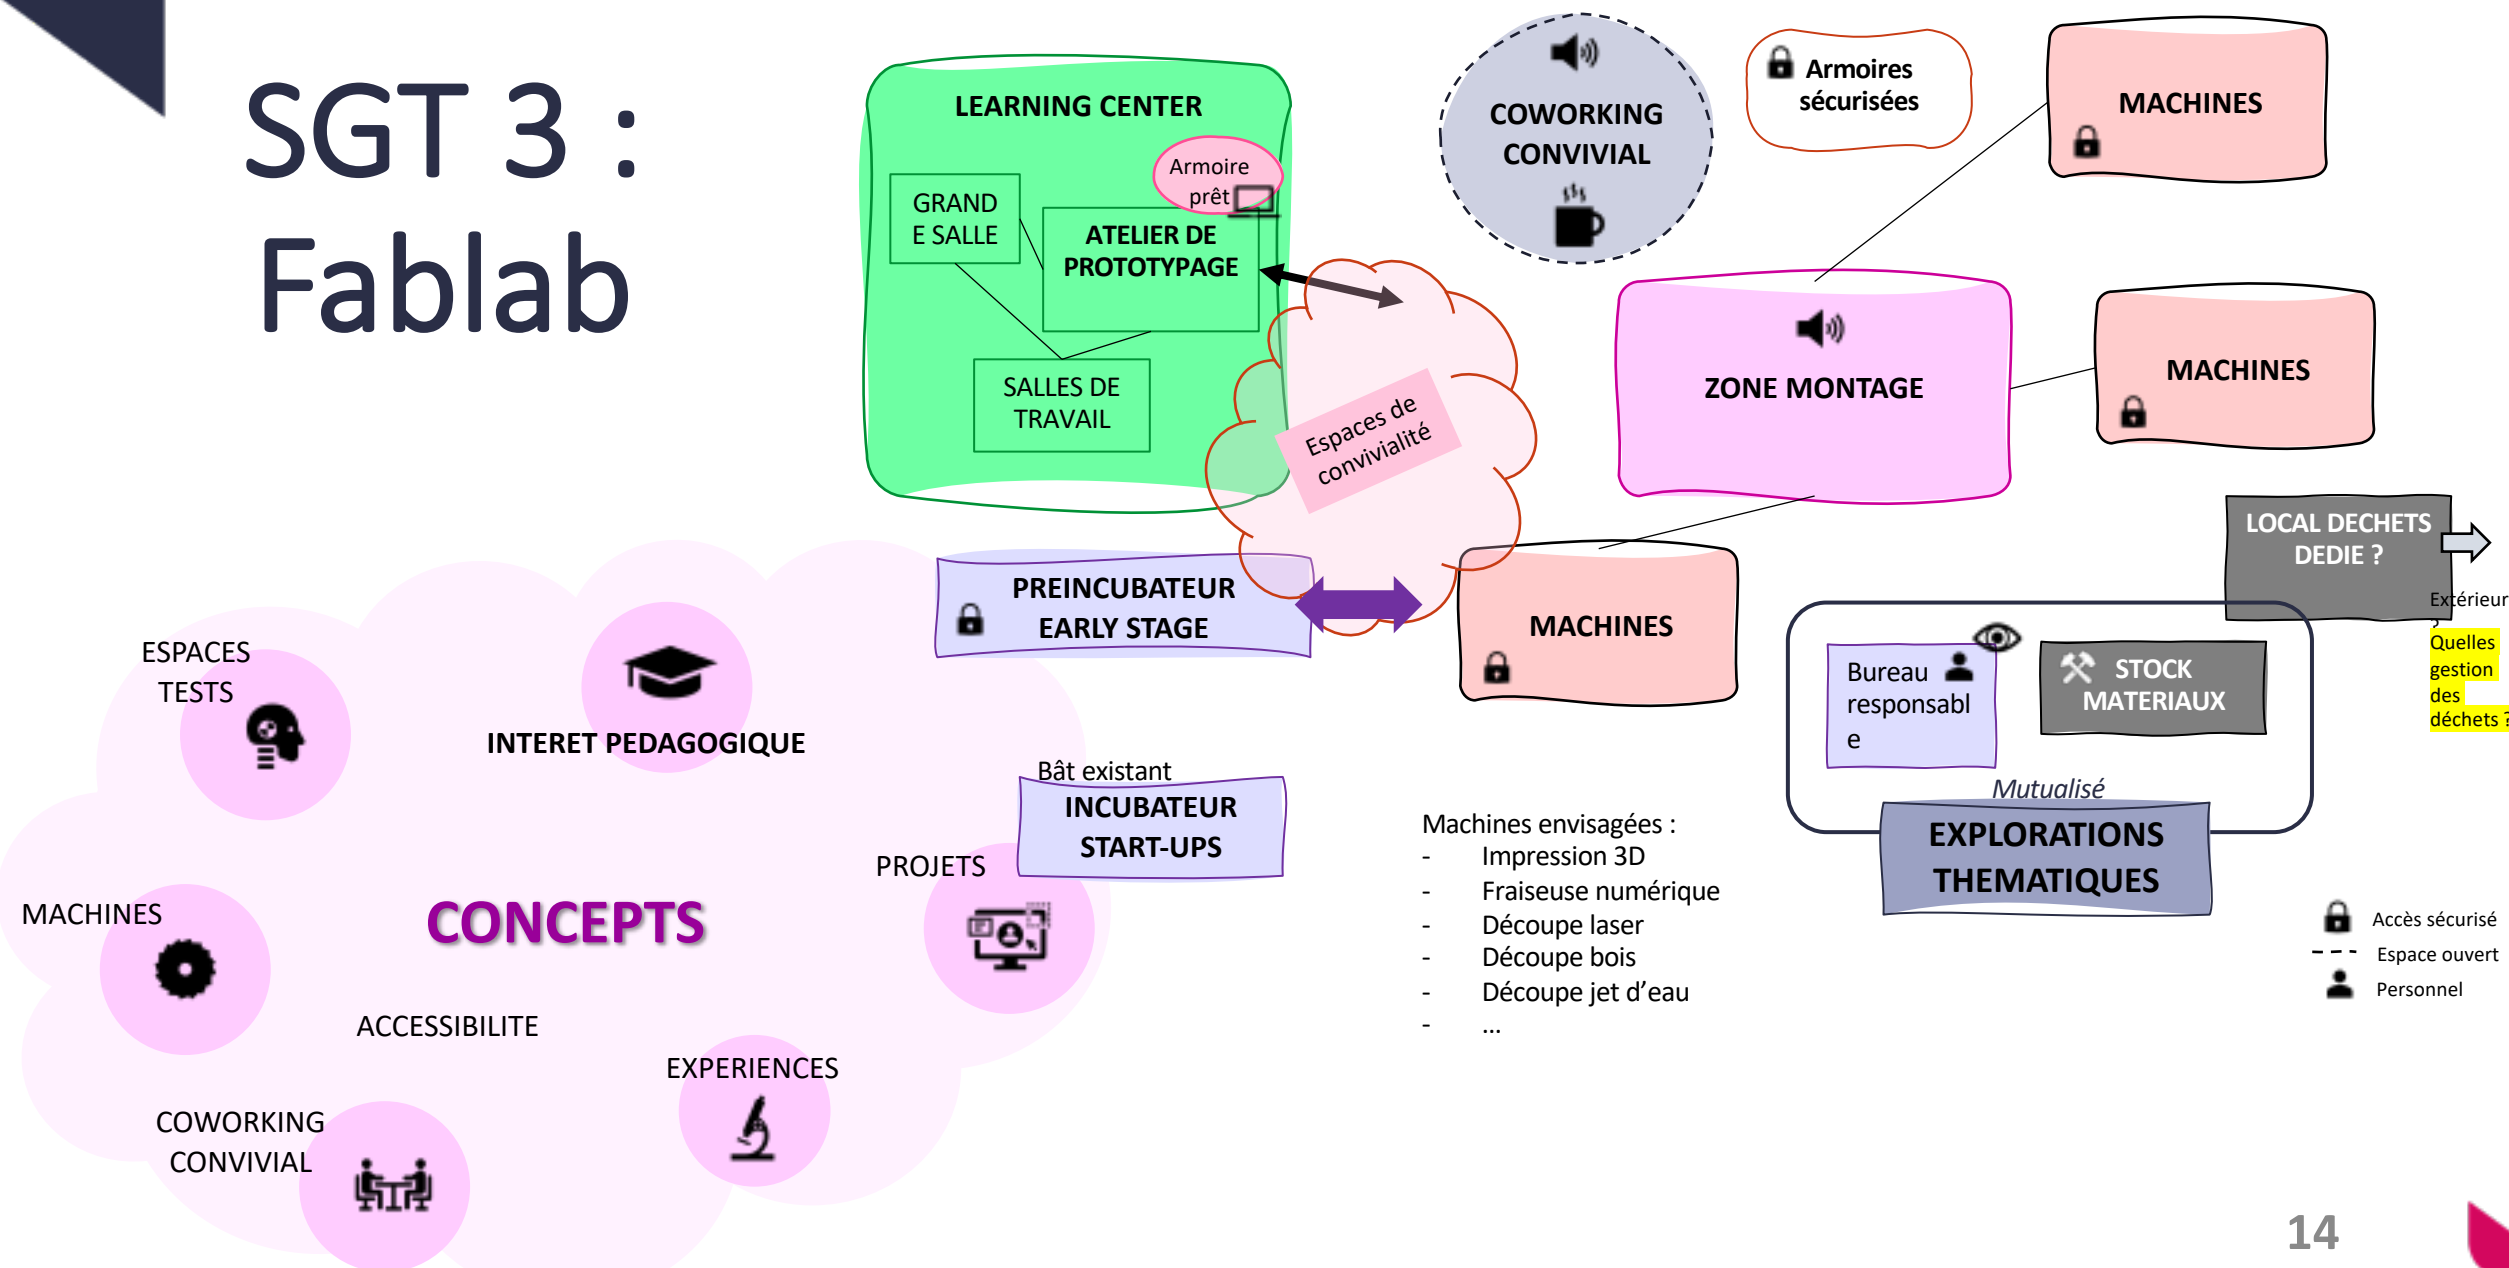 SGT 3 :
Fablab
LEARNING CENTER
Armoire
prêt
GRAND
E SALLE
ATELIER DE
PROTOTYPAGE
SALLES DE
TRAVAIL
COWORKING
CONVIVIAL
Armoires
sécurisées
MACHINES
ZONE MONTAGE
MACHINES
Espaces de
convivialité
PREINCUBATEUR
EARLY STAGE
MACHINES
LOCAL DECHETS
DEDIE ?
Extérieur
?
Quelles
gestion
des
déchets ?
Bureau
responsabl
e
STOCK
MATERIAUX
Mutualisé
EXPLORATIONS
THEMATIQUES
ESPACES
TESTS
INTERET PEDAGOGIQUE
Bât existant
INCUBATEUR
START-UPS
PROJETS
MACHINES
CONCEPTS
ACCESSIBILITE
EXPERIENCES
COWORKING
CONVIVIAL
Machines envisagées :
- Impression 3D
- Fraiseuse numérique
- Découpe laser
- Découpe bois
- Découpe jet d’eau
- ...
Accès sécurisé
Espace ouvert
Personnel
14